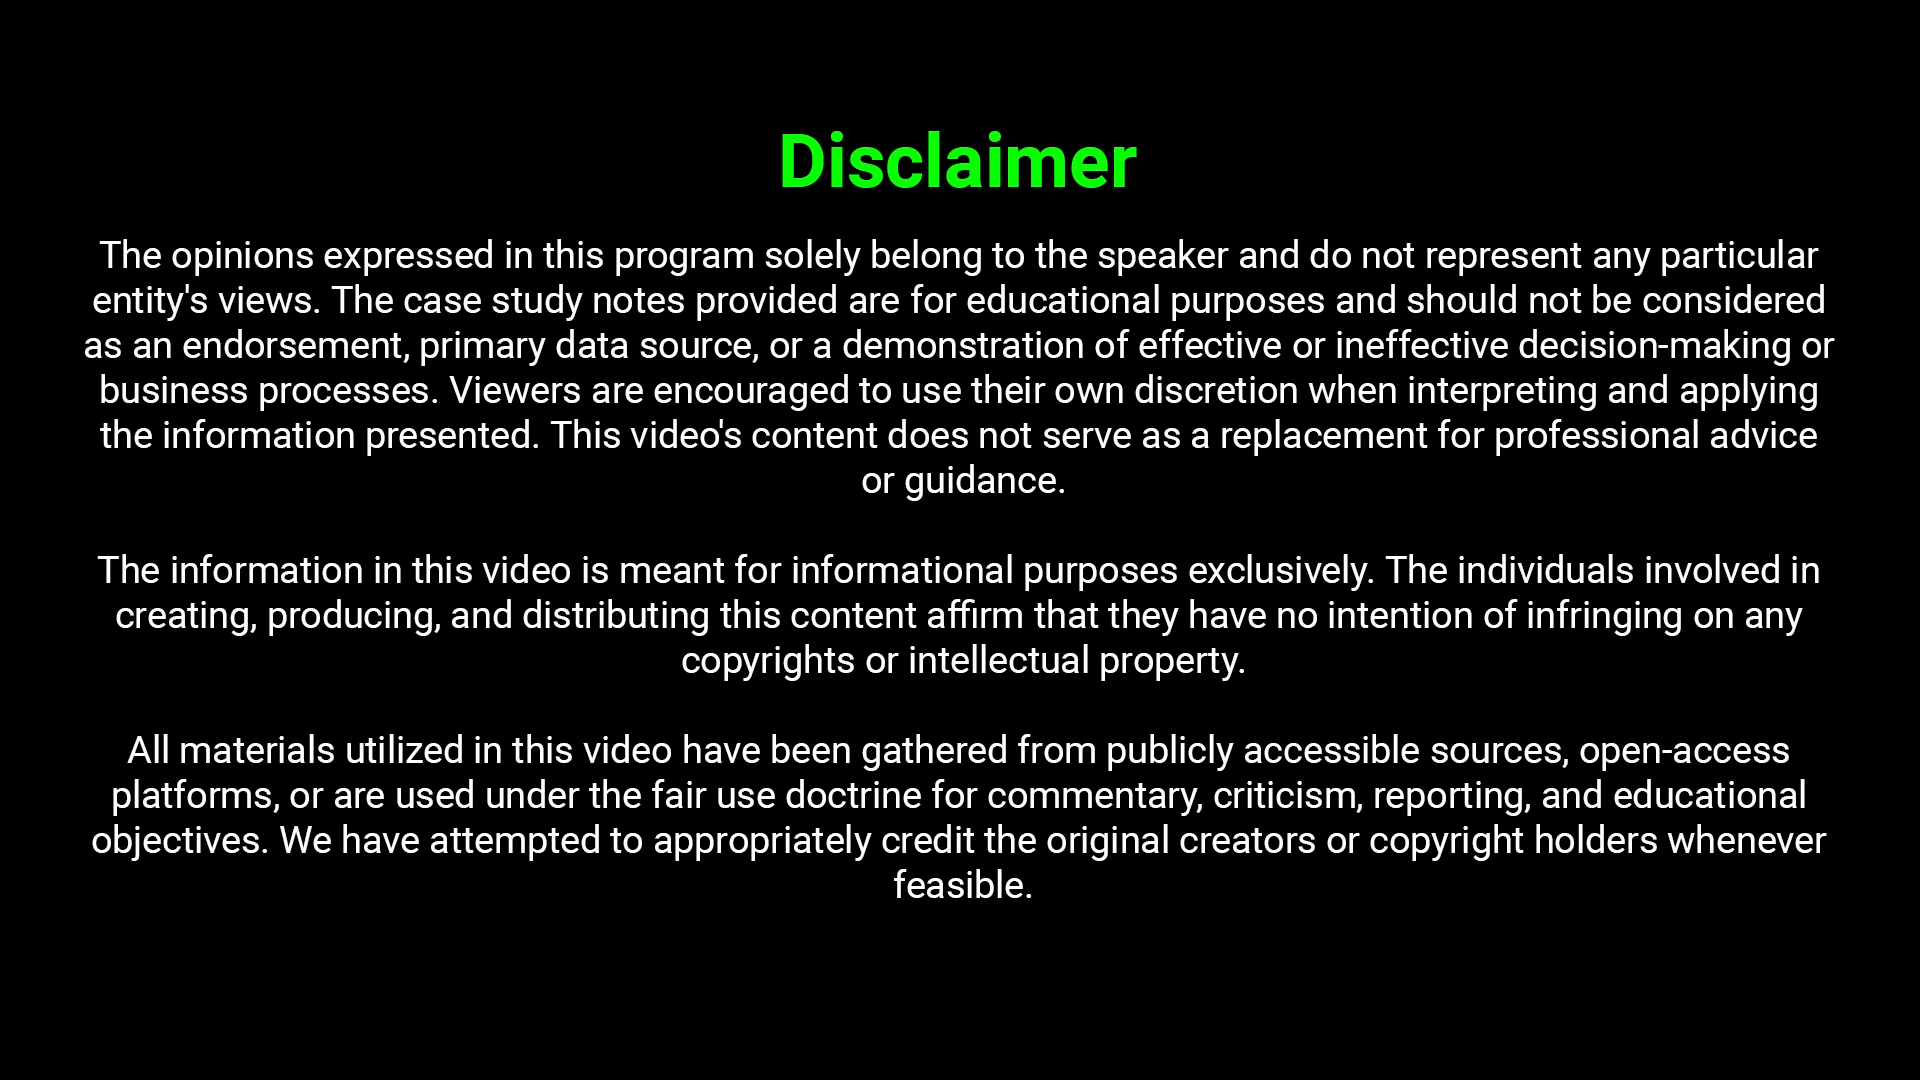 Disclaimer
The opinions expressed in this program solely belong to the speaker and do not represent any particular
entity's views. The case study notes provided are for educational purposes and should not be considered
as an endorsement, primary data source, or a demonstration of effective or ineffective decision-making or
business processes. Viewers are encouraged to use their own discretion when interpreting and applying
the information presented. This video's content does not serve as a replacement for professional advice
or guidance.
The information in this video is meant for informational purposes exclusively. The individuals involved in
creating, producing, and distributing this content affirm that they have no intention of infringing on any
copyrights or intellectual property.
All materials utilized in this video have been gathered from publicly accessible sources, open-access
platforms, or are used under the fair use doctrine for commentary, criticism, reporting, and educational
objectives. We have attempted to appropriately credit the original creators or copyright holders whenever
feasible.